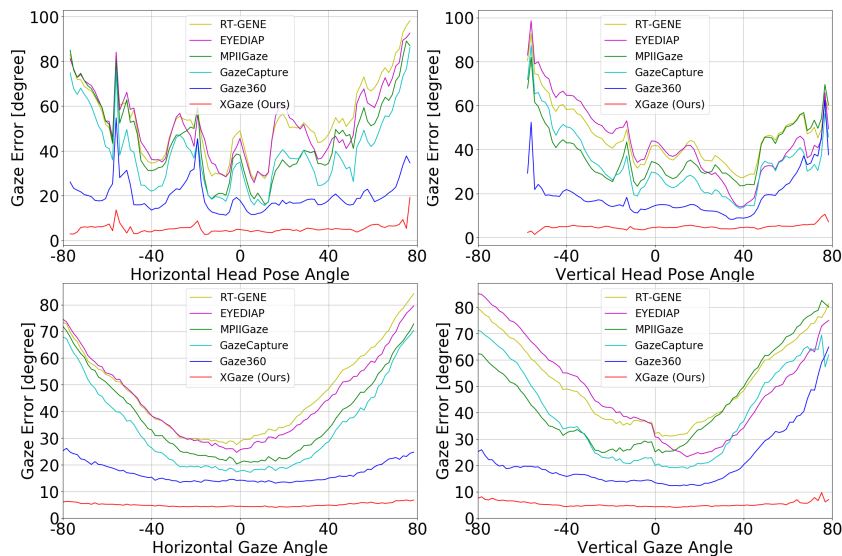 100
80
60
40
20
0
-80
-40
0
40
80
Gaze Error [degree]
Horizontal Head Pose Angle
RT-GENE
EYEDIAP
MPIIGaze
GazeCapture
Gaze360
XGaze (Ours)
100
80
60
40
20
0
-80
-40
0
40
80
Gaze Error [degree]
Vertical Head Pose Angle
RT-GENE
EYEDIAP
MPIIGaze
GazeCapture
Gaze360
XGaze (Ours)
80
70
60
50
40
30
20
10
0
-80
-40
0
40
80
Gaze Error [degree]
Horizontal Gaze Angle
RT-GENE
EYEDIAP
MPIIGaze
GazeCapture
Gaze360
XGaze (Ours)
80
70
60
50
40
30
20
10
0
-80
-40
0
40
80
Gaze Error [degree]
Vertical Gaze Angle
RT-GENE
EYEDIAP
MPIIGaze
GazeCapture
Gaze360
XGaze (Ours)